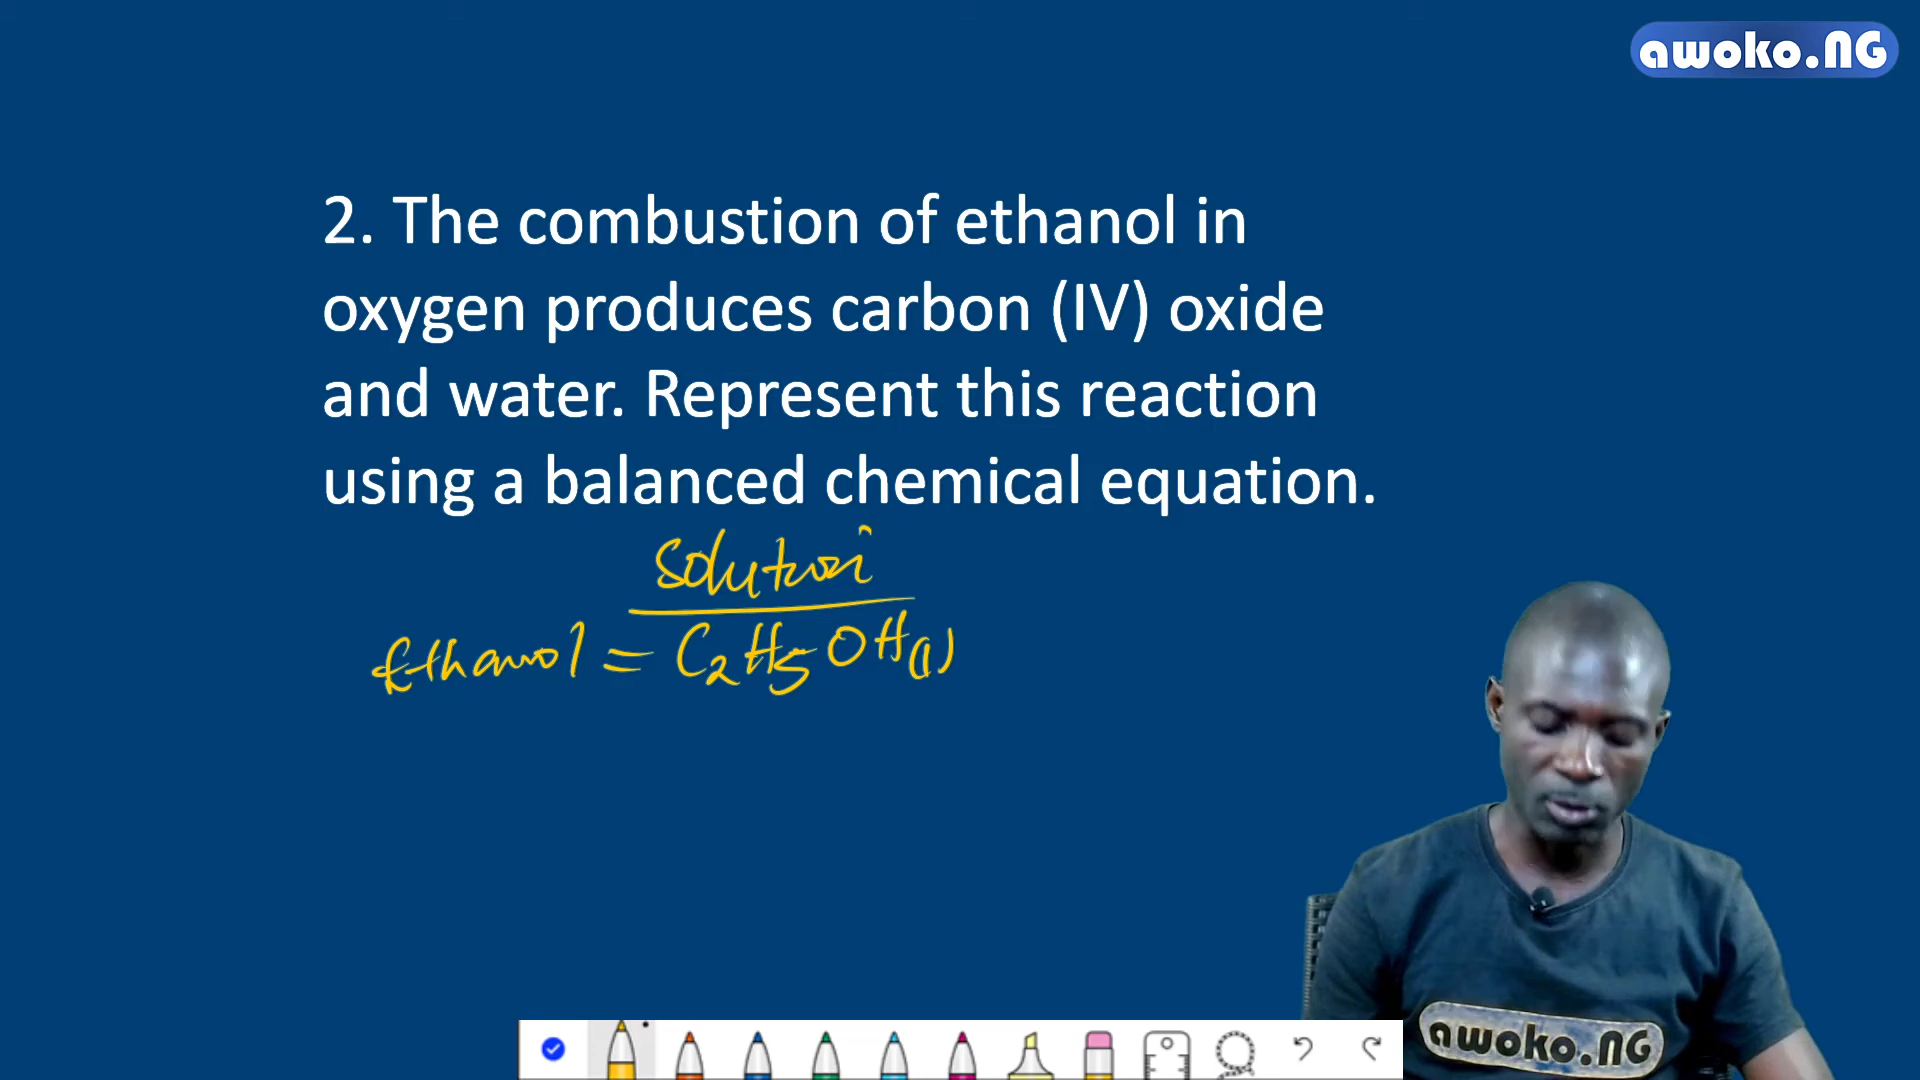 awoko.NG
2. The combustion of ethanol in
oxygen produces carbon (IV) oxide
and water. Represent this reaction
using a balanced chemical equation.
Solution
Ethanol = C₂H₅OH(l)
awoko.NG